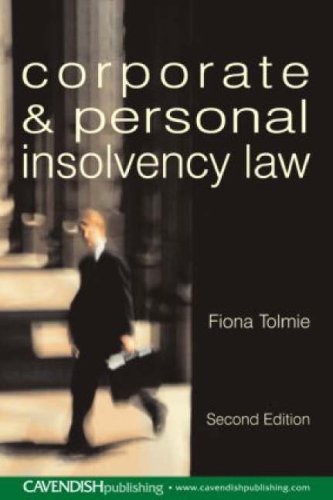 corporate
& personal
insolvency law
Fiona Tolmie
Second Edition
CAVENDISHpublishing • www.cavendishpublishing.com